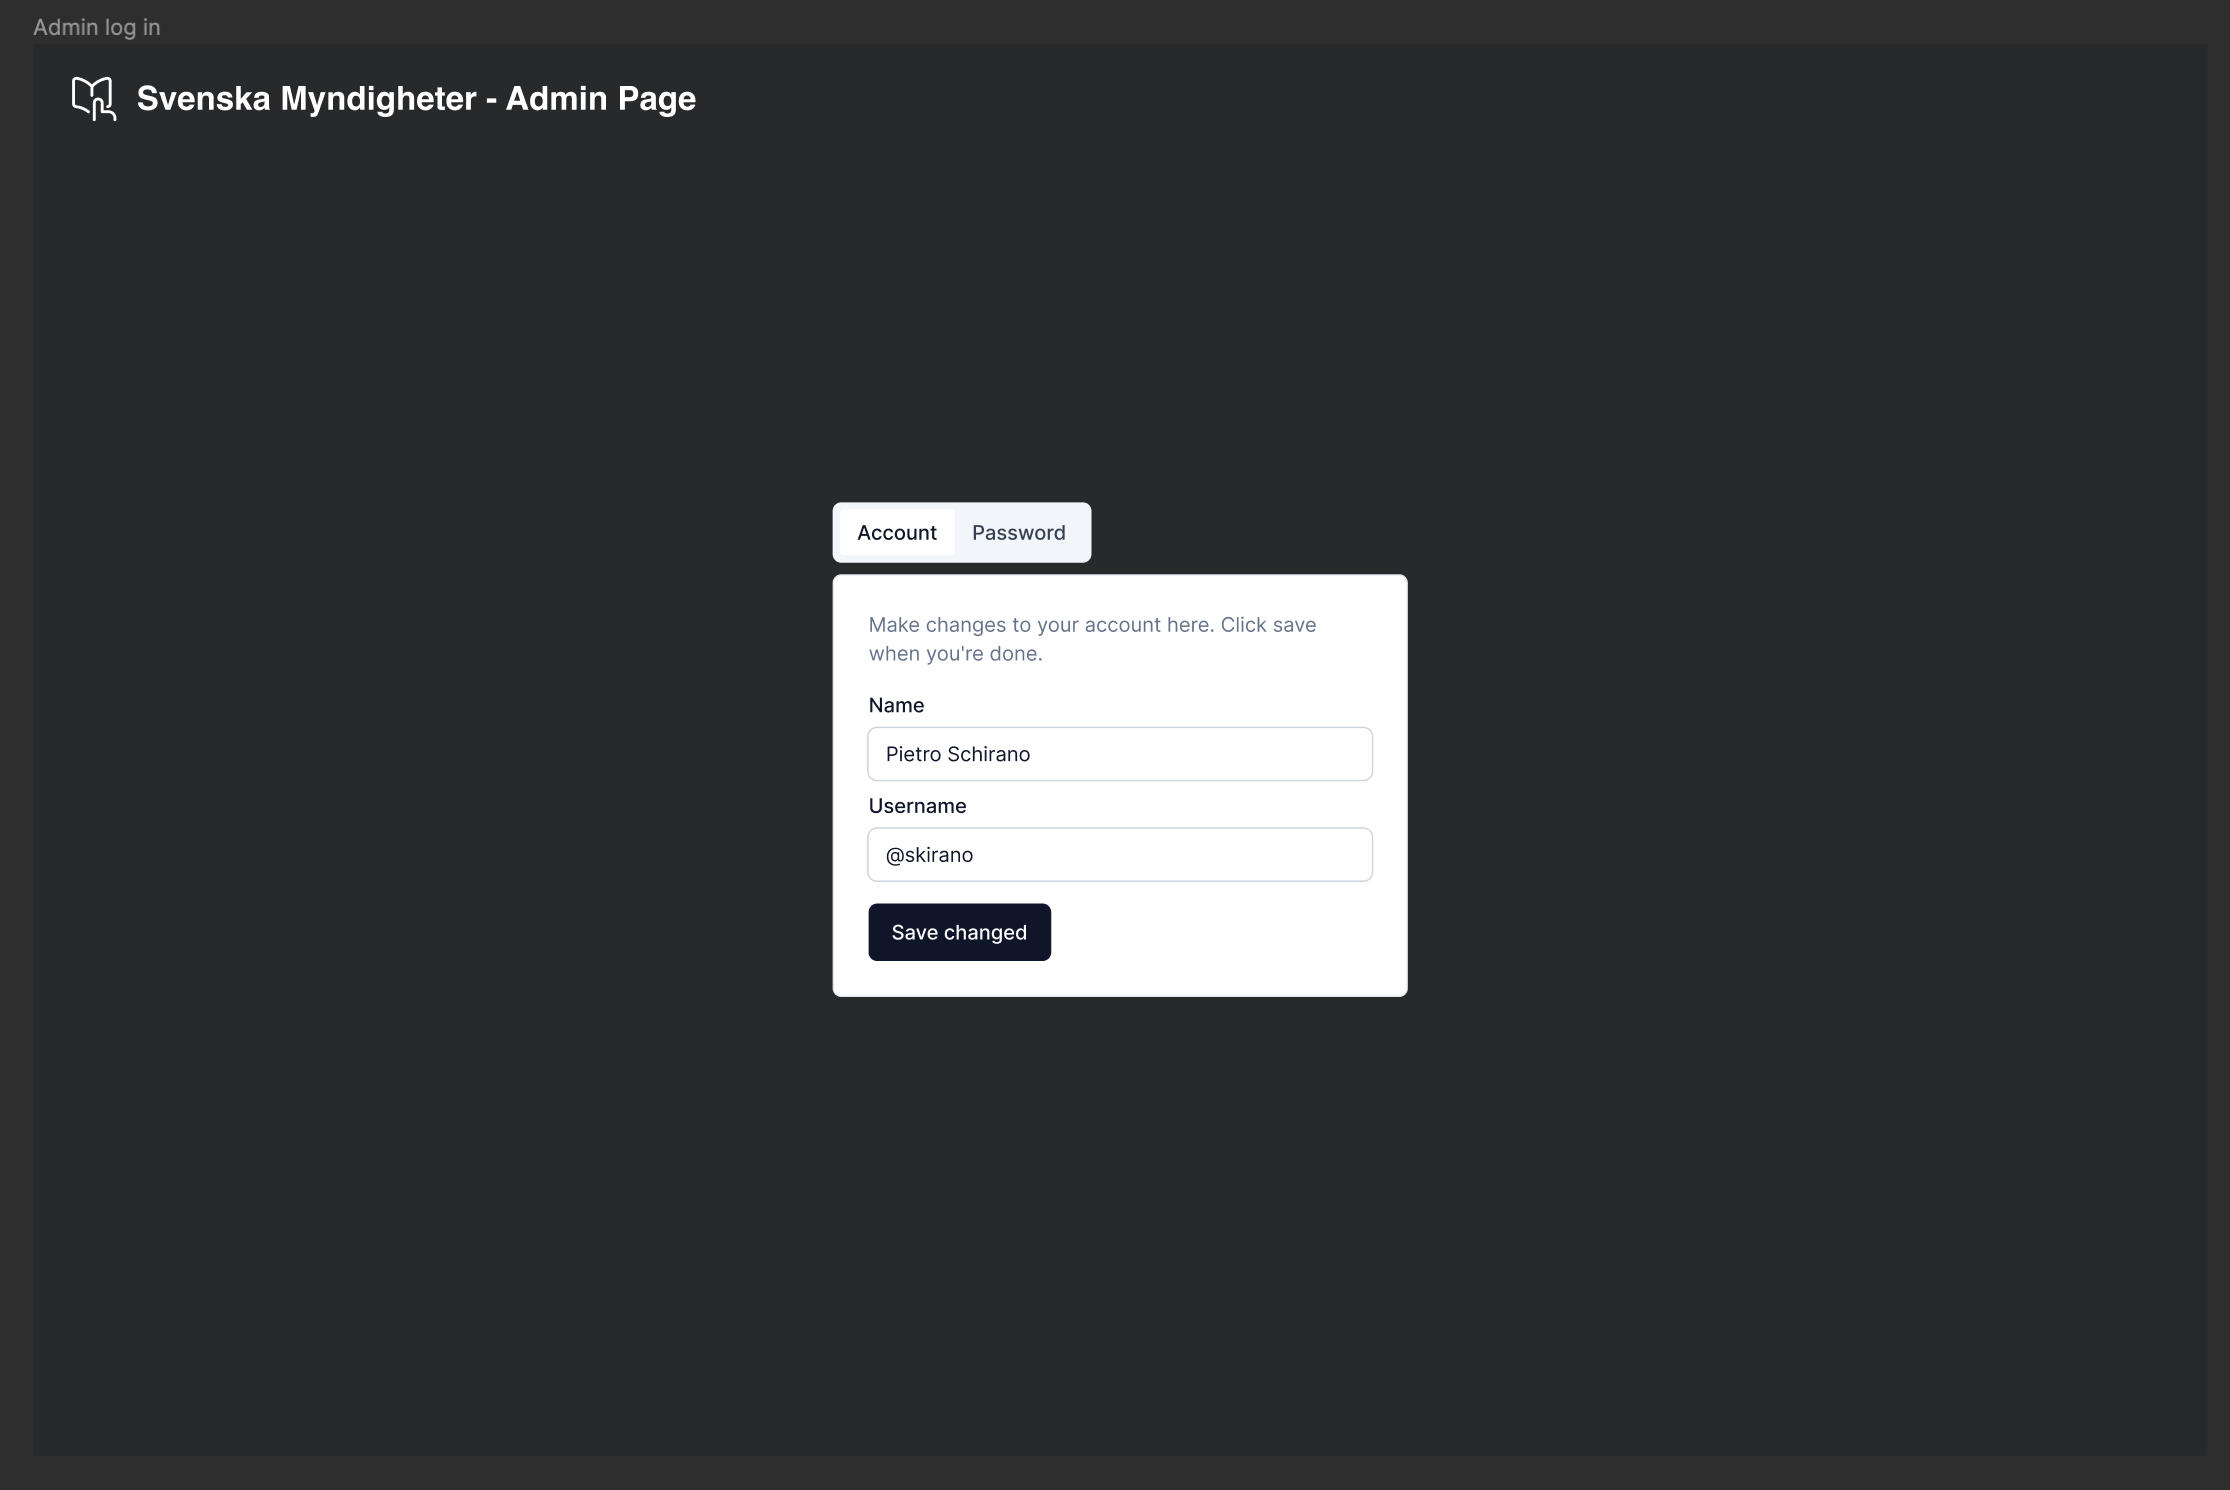 Admin log in
Svenska Myndigheter - Admin Page
Account
Password
Make changes to your account here. Click save
when you're done.
Name
Pietro Schirano
Username
@skirano
Save changed